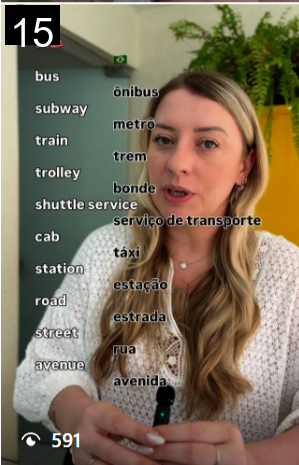 15
bus
ônibus
subway
metrô
train
trem
trolley
bonde
shuttle service
serviço de transporte
cab
táxi
station
estação
road
estrada
street
rua
avenue
avenida
591